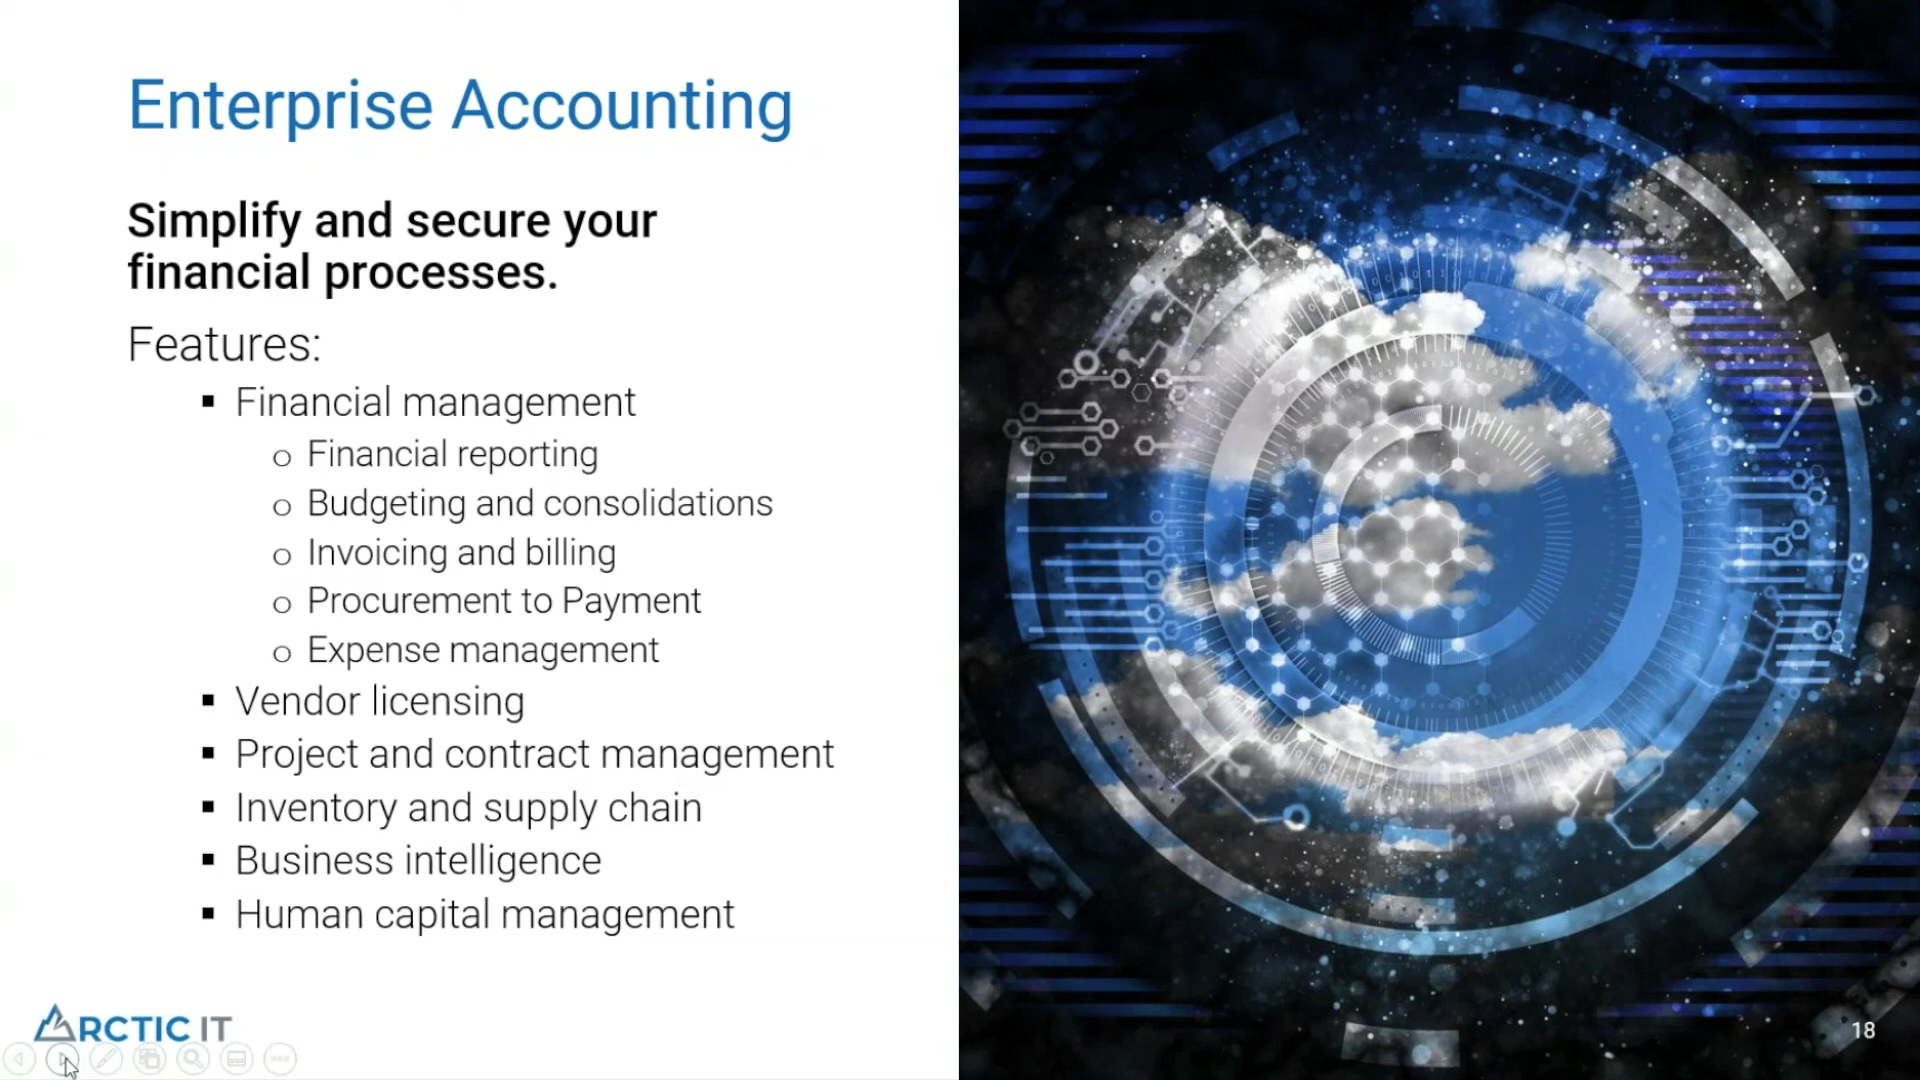 Enterprise Accounting
Simplify and secure your
financial processes.
Features:
▪ Financial management
o Financial reporting
o Budgeting and consolidations
o Invoicing and billing
o Procurement to Payment
o Expense management
▪ Vendor licensing
▪ Project and contract management
▪ Inventory and supply chain
▪ Business intelligence
▪ Human capital management
ARCTIC IT
18